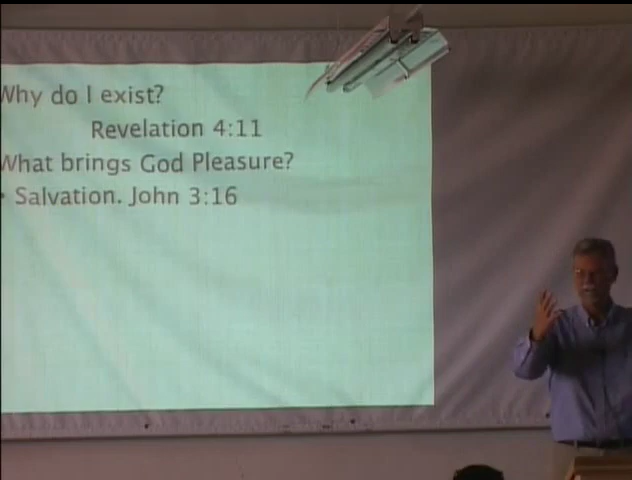 Why do I exist?
Revelation 4:11
What brings God Pleasure?
• Salvation. John 3:16